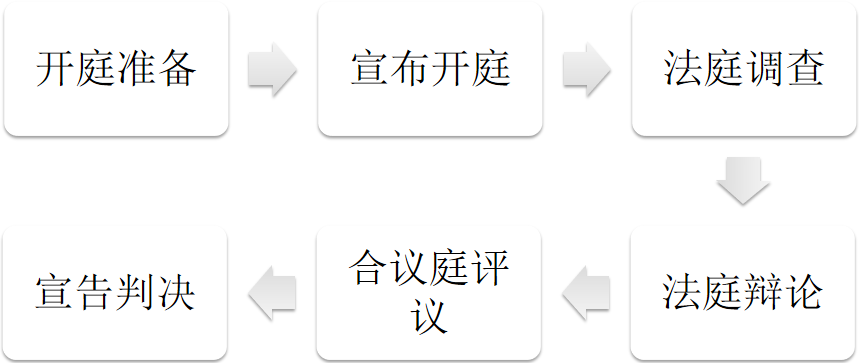 开庭准备
宣布开庭
法庭调查
法庭辩论
合议庭评
议
宣告判决